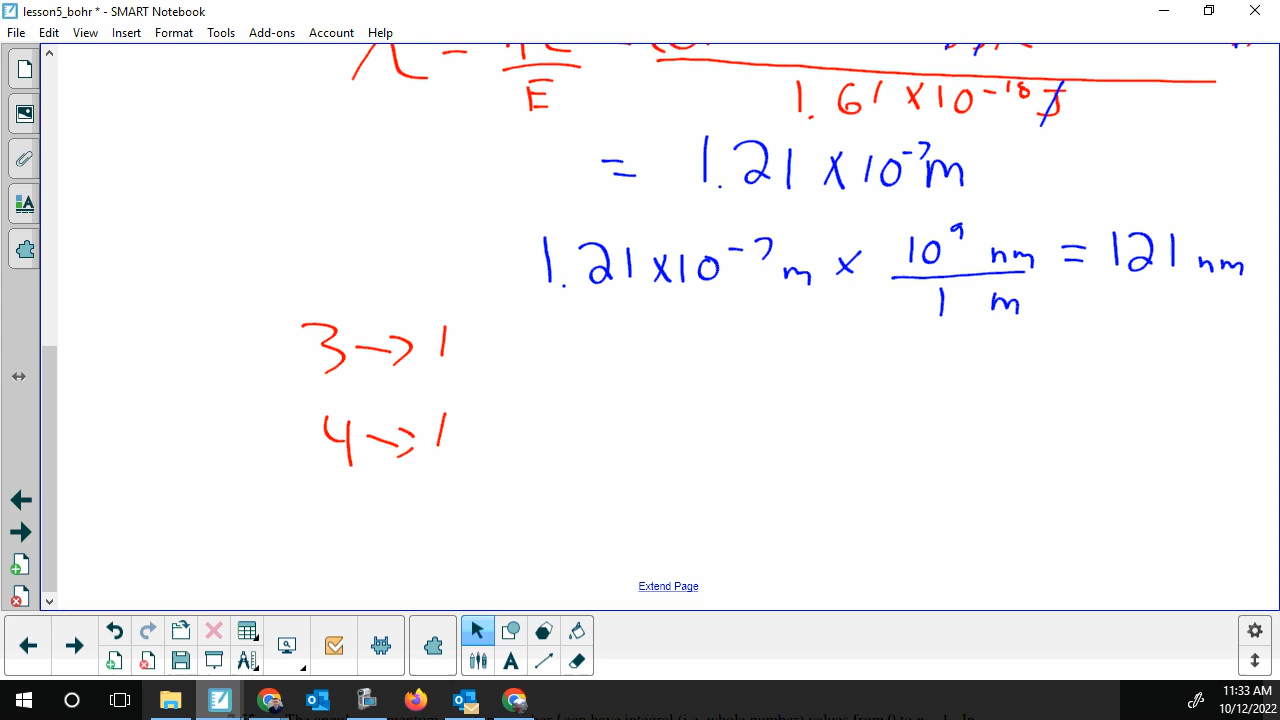 lesson5_bohr * - SMART Notebook
File Edit View Insert Format Tools Add-ons Account Help
λ =
E
1.61 × 10⁻¹⁸ J
= 1.21 × 10⁻⁷ m
1.21 × 10⁻⁷ m × 10⁹ nm = 121 nm
1 m
3 → 1
4 → 1
Extend Page
11:33 AM
10/12/2022